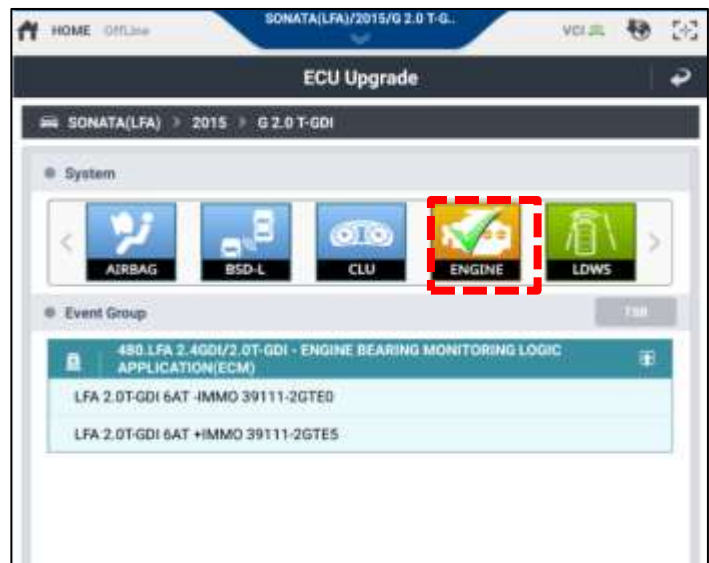 HOME OffLine
SONATA(LFA)/2015/G 2.0 T-G..
VCI
ECU Upgrade
SONATA(LFA) > 2015 > G 2.0 T-GDI
System
AIRBAG
BSD-L
CLU
ENGINE
LDWS
Event Group
TSB
480.LFA 2.4GDI/2.0T-GDI - ENGINE BEARING MONITORING LOGIC
APPLICATION(ECM)
LFA 2.0T-GDI 6AT -IMMO 39111-2GTE0
LFA 2.0T-GDI 6AT +IMMO 39111-2GTE5